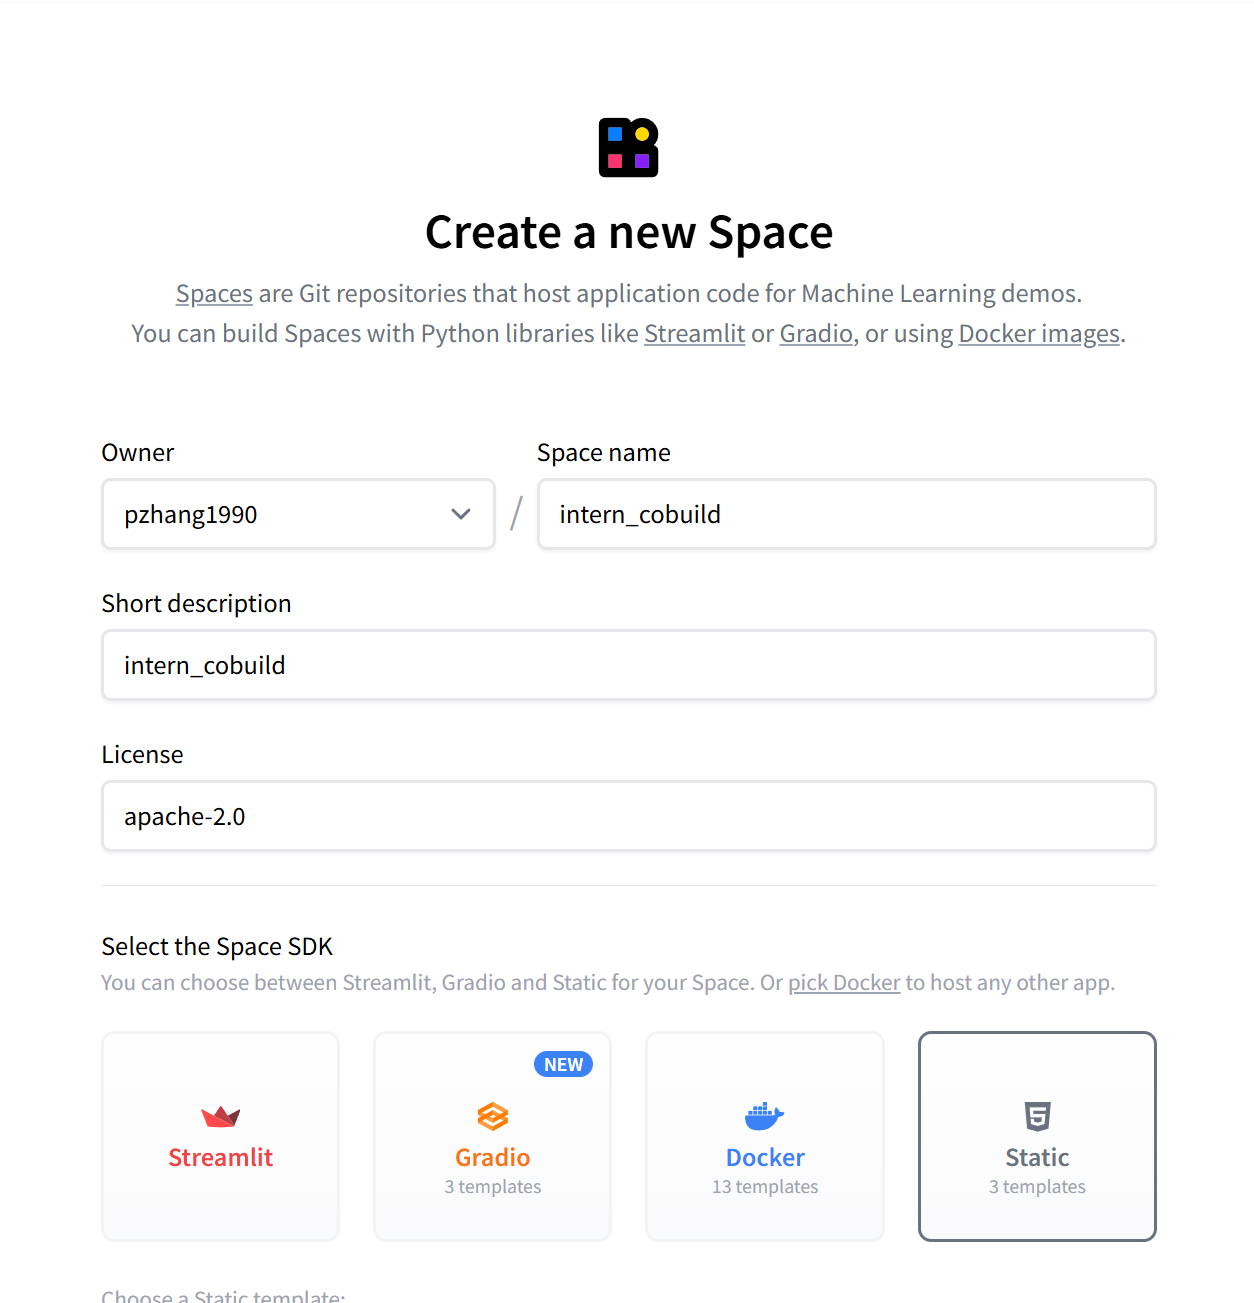 Create a new Space
Spaces are Git repositories that host application code for Machine Learning demos.
You can build Spaces with Python libraries like Streamlit or Gradio, or using Docker images.
Owner
Space name
pzhang1990
/
intern_cobuild
Short description
intern_cobuild
License
apache-2.0
Select the Space SDK
You can choose between Streamlit, Gradio and Static for your Space. Or pick Docker to host any other app.
Streamlit
NEW
Gradio
3 templates
Docker
13 templates
Static
3 templates
Choose a Static template: